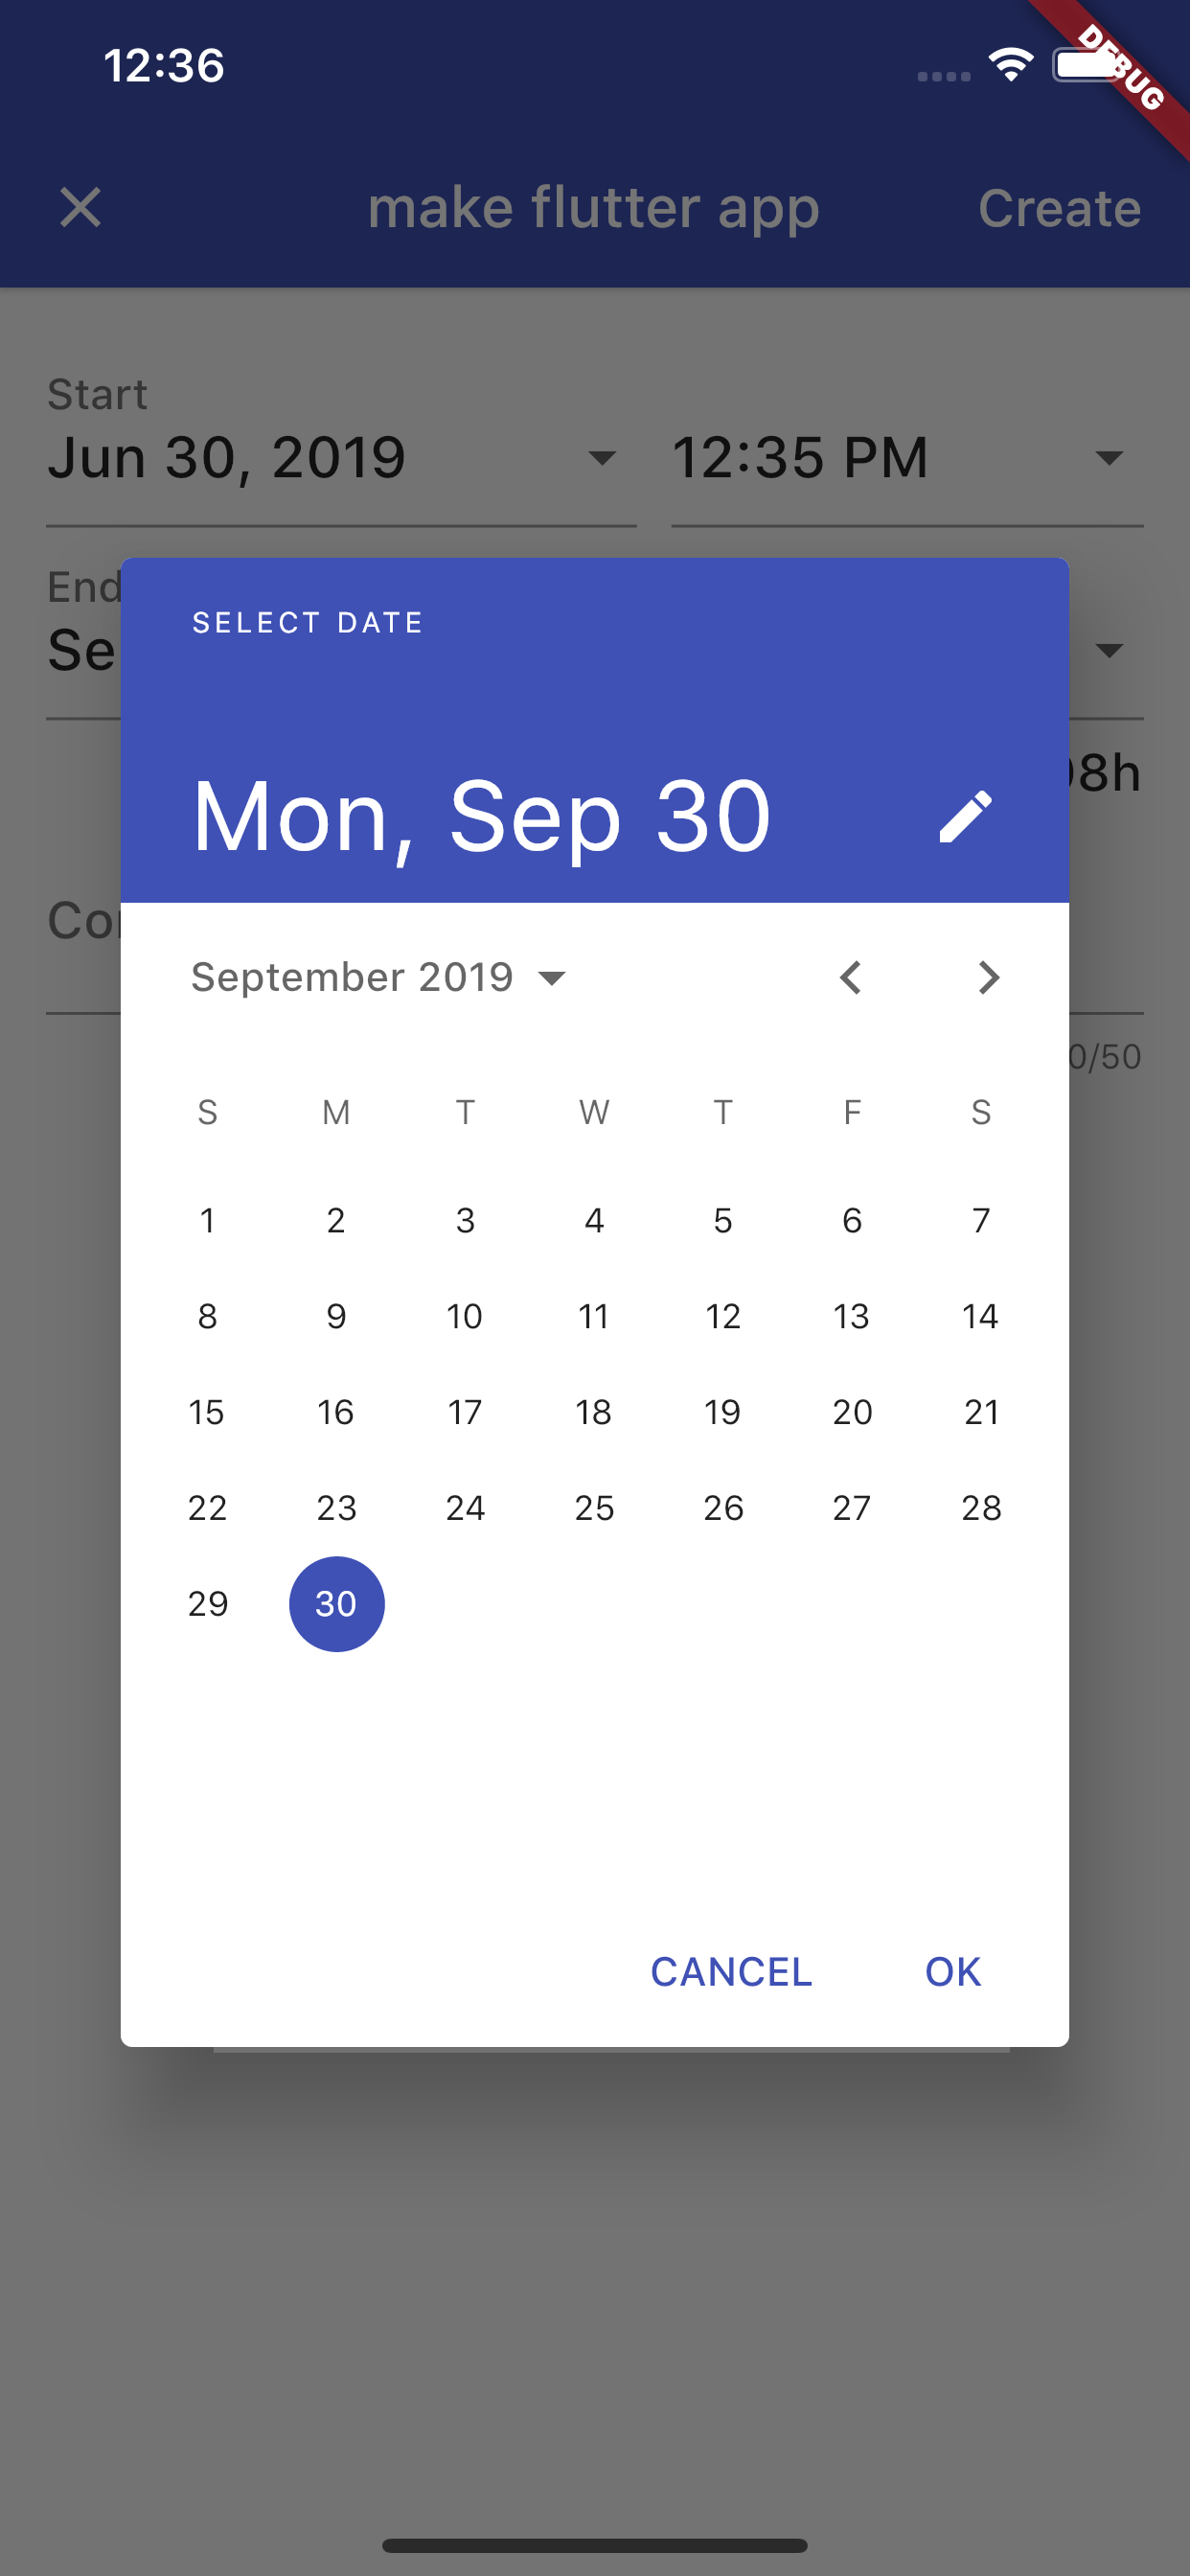 12:36
DEBUG
make flutter app Create
Start
Jun 30, 2019 12:35 PM
End
SELECT DATE
Mon, Sep 30
8h
September 2019
0/50
S M T W T F S
1 2 3 4 5 6 7
8 9 10 11 12 13 14
15 16 17 18 19 20 21
22 23 24 25 26 27 28
29 30
CANCEL OK